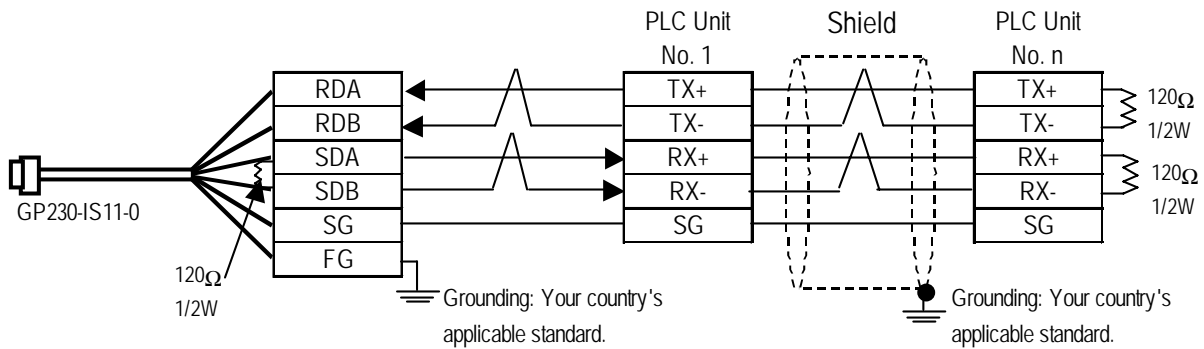 PLC Unit
No. 1
Shield
PLC Unit
No. n
RDA
RDB
SDA
SDB
SG
FG
TX+
TX-
RX+
RX-
SG
TX+
TX-
RX+
RX-
SG
120Ω
1/2W
120Ω
1/2W
GP230-IS11-0
120Ω
1/2W
Grounding: Your country's
applicable standard.
Grounding: Your country's
applicable standard.